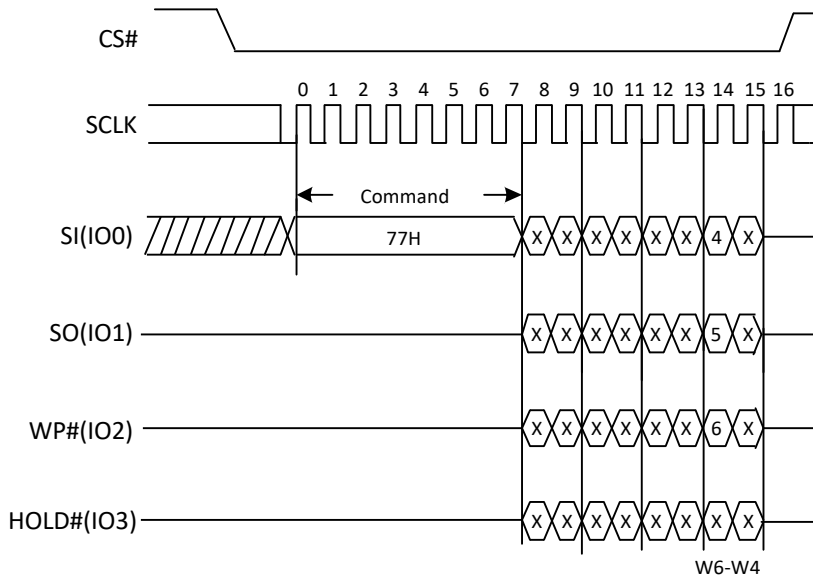 CS#
0 1 2 3 4 5 6 7 8 9 10 11 12 13 14 15 16
SCLK
Command
SI(IO0) 77H X X X X X X 4 X
SO(IO1) X X X X X X 5 X
WP#(IO2) X X X X X X 6 X
HOLD#(IO3) X X X X X X X X
W6-W4